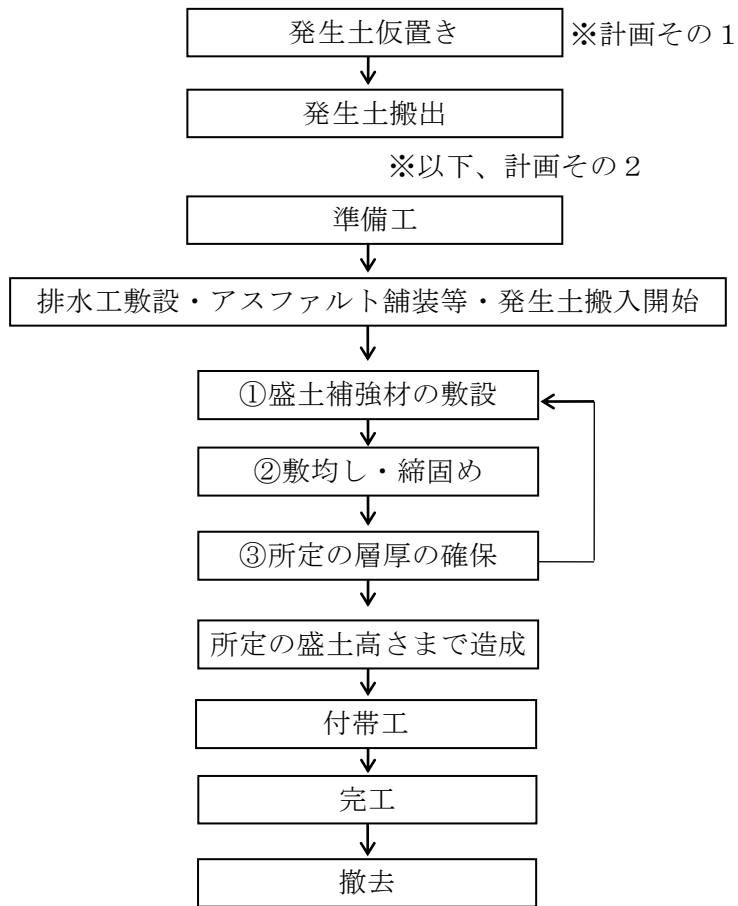 発生土仮置き
※計画その1
発生土搬出
※以下、計画その2
準備工
排水工敷設・アスファルト舗装等・発生土搬入開始
①盛土補強材の敷設
②敷均し・締固め
③所定の層厚の確保
所定の盛土高さまで造成
付帯工
完工
撤去